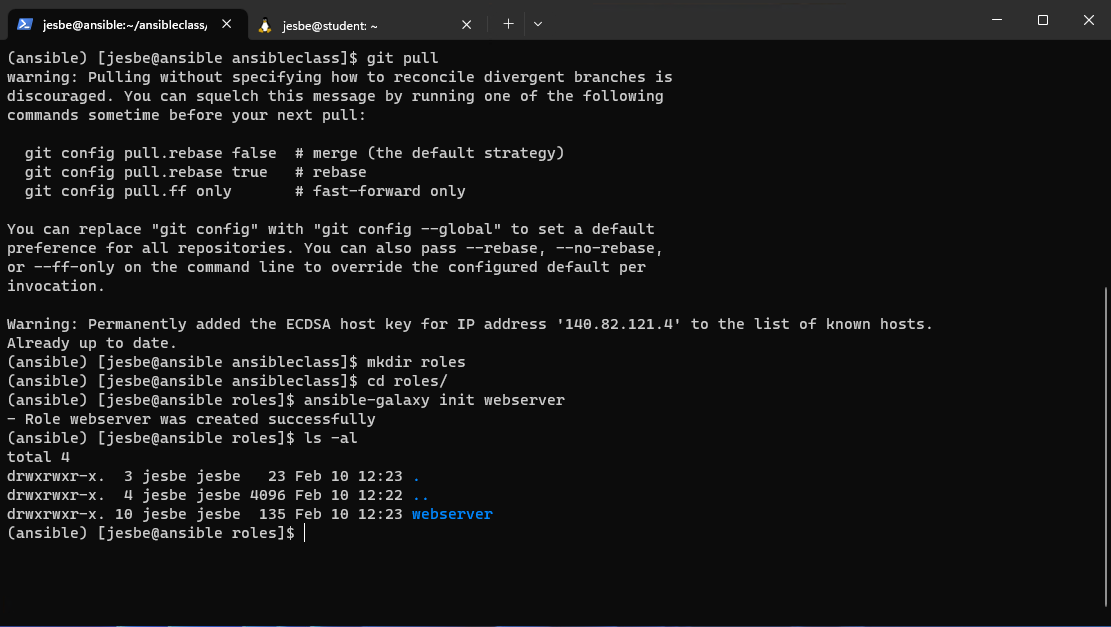 jesbe@ansible:~/ansibleclass/
jesbe@student: ~
(ansible) [jesbe@ansible ansibleclass]$ git pull
warning: Pulling without specifying how to reconcile divergent branches is
discouraged. You can squelch this message by running one of the following
commands sometime before your next pull:
  git config pull.rebase false  # merge (the default strategy)
  git config pull.rebase true   # rebase
  git config pull.ff only       # fast-forward only
You can replace "git config" with "git config --global" to set a default
preference for all repositories. You can also pass --rebase, --no-rebase,
or --ff-only on the command line to override the configured default per
invocation.
Warning: Permanently added the ECDSA host key for IP address '140.82.121.4' to the list of known hosts.
Already up to date.
(ansible) [jesbe@ansible ansibleclass]$ mkdir roles
(ansible) [jesbe@ansible ansibleclass]$ cd roles/
(ansible) [jesbe@ansible roles]$ ansible-galaxy init webserver
- Role webserver was created successfully
(ansible) [jesbe@ansible roles]$ ls -al
total 4
drwxrwxr-x.  3 jesbe jesbe   23 Feb 10 12:23 .
drwxrwxr-x.  4 jesbe jesbe 4096 Feb 10 12:22 ..
drwxrwxr-x. 10 jesbe jesbe  135 Feb 10 12:23 webserver
(ansible) [jesbe@ansible roles]$